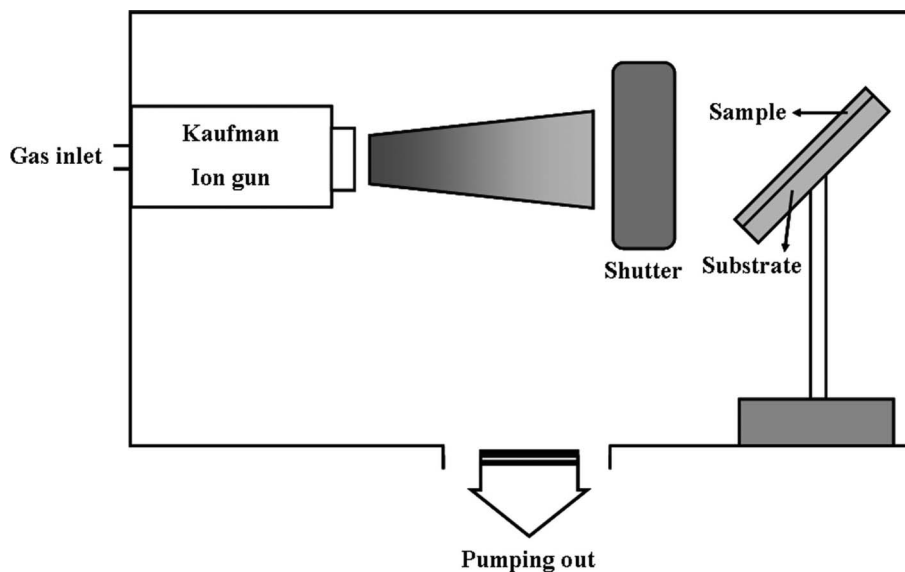 Kaufman
Ion gun
Gas inlet
Sample
Shutter
Substrate
Pumping out